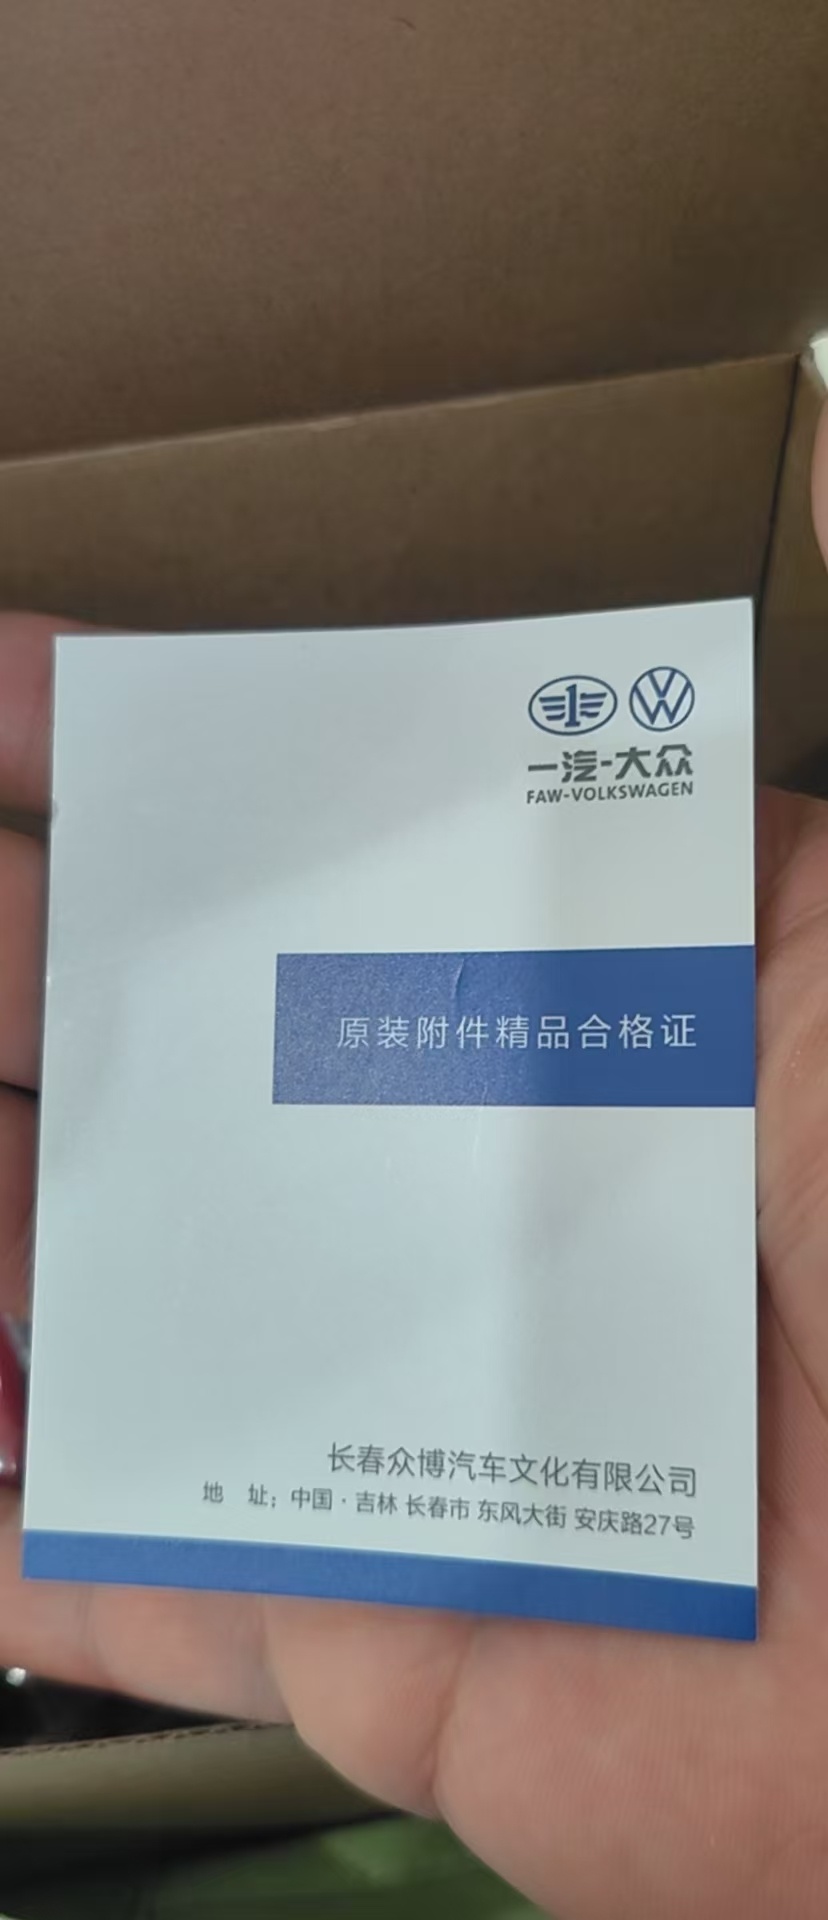 一汽-大众
FAW-VOLKSWAGEN
原装附件精品合格证
长春众博汽车文化有限公司
地 址：中国·吉林 长春市 东风大街 安庆路27号